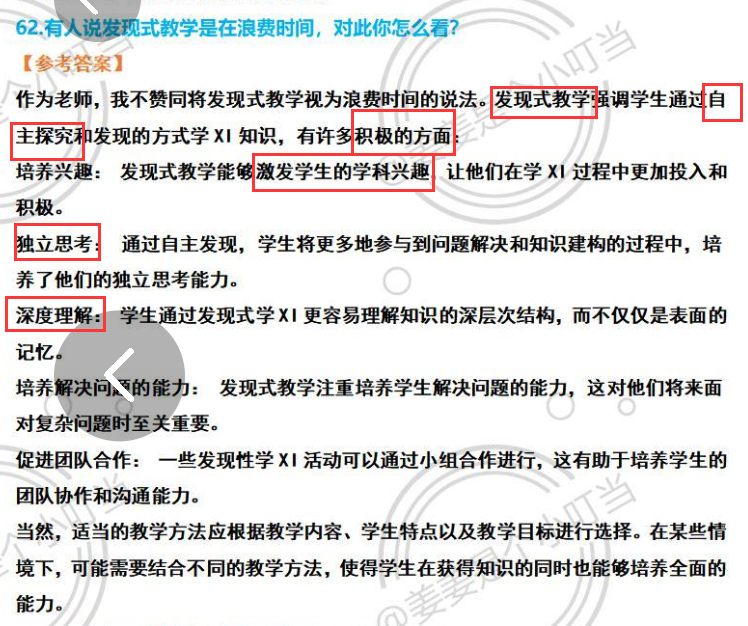 62.有人说发现式教学是在浪费时间，对此你怎么看？
【参考答案】
作为老师，我不赞同将发现式教学视为浪费时间的说法。发现式教学强调学生通过自
主探究和发现的方式学 XI 知识，有许多积极的方面：
培养兴趣： 发现式教学能够激发学生的学科兴趣，让他们在学 XI 过程中更加投入和
积极。
独立思考： 通过自主发现，学生将更多地参与到问题解决和知识建构的过程中，培
养了他们的独立思考能力。
深度理解： 学生通过发现式学 XI 更容易理解知识的深层次结构，而不仅仅是表面的
记忆。
培养解决问题的能力： 发现式教学注重培养学生解决问题的能力，这对他们将来面
对复杂问题时至关重要。
促进团队合作： 一些发现性学 XI 活动可以通过小组合作进行，这有助于培养学生的
团队协作和沟通能力。
当然，适当的教学方法应根据教学内容、学生特点以及教学目标进行选择。在某些情
境下，可能需要结合不同的教学方法，使得学生在获得知识的同时也能够培养全面的
能力。
@姜姜是个小叮当